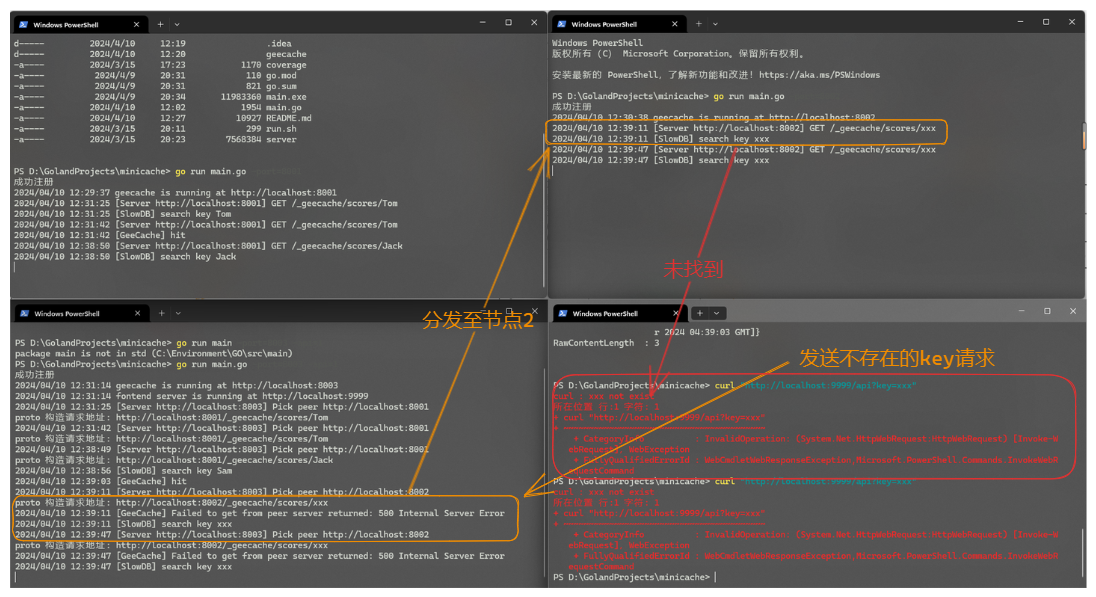 Windows PowerShell
d-----        2024/4/10     12:19                .idea
d-----        2024/4/10     12:20                geecache
-a----        2024/3/15     17:23           1170 coverage
-a----         2024/4/9     20:31            110 go.mod
-a----         2024/4/9     20:31            821 go.sum
-a----         2024/4/9     20:34       11983360 main.exe
-a----        2024/4/10     12:02           1954 main.go
-a----        2024/4/10     12:27          10927 README.md
-a----        2024/3/15     20:11            299 run.sh
-a----        2024/3/15     20:23        7568384 server
PS D:\GolandProjects\minicache> go run main.go
成功注册
2024/04/10 12:29:37 geecache is running at http://localhost:8001
2024/04/10 12:31:25 [Server http://localhost:8001] GET /_geecache/scores/Tom
2024/04/10 12:31:25 [SlowDB] search key Tom
2024/04/10 12:31:42 [Server http://localhost:8001] GET /_geecache/scores/Tom
2024/04/10 12:31:42 [GeeCache] hit
2024/04/10 12:38:50 [Server http://localhost:8001] GET /_geecache/scores/Jack
2024/04/10 12:38:50 [SlowDB] search key Jack
Windows PowerShell
Windows PowerShell
版权所有 (C)  Microsoft Corporation。保留所有权利。
安装最新的 PowerShell，了解新功能和改进！https://aka.ms/PSWindows
PS D:\GolandProjects\minicache> go run main.go
成功注册
2024/04/10 12:30:38 geecache is running at http://localhost:8002
2024/04/10 12:39:11 [Server http://localhost:8002] GET /_geecache/scores/xxx
2024/04/10 12:39:11 [SlowDB] search key xxx
2024/04/10 12:39:47 [Server http://localhost:8002] GET /_geecache/scores/xxx
2024/04/10 12:39:47 [SlowDB] search key xxx
未找到
分发至节点2
Windows PowerShell
PS D:\GolandProjects\minicache> go run main
package main is not in std (C:\Environment\GO\src\main)
PS D:\GolandProjects\minicache> go run main.go
成功注册
2024/04/10 12:31:14 geecache is running at http://localhost:8003
2024/04/10 12:31:14 fontend server is running at http://localhost:9999
2024/04/10 12:31:25 [Server http://localhost:8003] Pick peer http://localhost:8001
proto 构造请求地址: http://localhost:8001/_geecache/scores/Tom
2024/04/10 12:31:42 [Server http://localhost:8003] Pick peer http://localhost:8001
proto 构造请求地址: http://localhost:8001/_geecache/scores/Tom
2024/04/10 12:38:49 [Server http://localhost:8003] Pick peer http://localhost:8001
proto 构造请求地址: http://localhost:8001/_geecache/scores/Jack
2024/04/10 12:38:56 [SlowDB] search key Sam
2024/04/10 12:39:03 [GeeCache] hit
2024/04/10 12:39:11 [Server http://localhost:8003] Pick peer http://localhost:8002
proto 构造请求地址: http://localhost:8002/_geecache/scores/xxx
2024/04/10 12:39:11 [GeeCache] Failed to get from peer server returned: 500 Internal Server Error
2024/04/10 12:39:11 [SlowDB] search key xxx
2024/04/10 12:39:47 [Server http://localhost:8003] Pick peer http://localhost:8002
proto 构造请求地址: http://localhost:8002/_geecache/scores/xxx
2024/04/10 12:39:47 [GeeCache] Failed to get from peer server returned: 500 Internal Server Error
2024/04/10 12:39:47 [SlowDB] search key xxx
Windows PowerShell
r 2024 04:39:03 GMT]}
RawContentLength  : 3
发送不存在的key请求
PS D:\GolandProjects\minicache> curl "http://localhost:9999/api?key=xxx"
curl : xxx not exist
所在位置 行:1 字符: 1
+ curl "http://localhost:9999/api?key=xxx"
+ ~~~~~~~~~~~~~~~~~~~~~~~~~~~~~~~~~~~~~~~~
    + CategoryInfo          : InvalidOperation: (System.Net.HttpWebRequest:HttpWebRequest) [Invoke-W
ebRequest], WebException
    + FullyQualifiedErrorId : WebCmdletWebResponseException,Microsoft.PowerShell.Commands.InvokeWebR
equestCommand
PS D:\GolandProjects\minicache> curl "http://localhost:9999/api?key=xxx"
curl : xxx not exist
所在位置 行:1 字符: 1
+ curl "http://localhost:9999/api?key=xxx"
+ ~~~~~~~~~~~~~~~~~~~~~~~~~~~~~~~~~~~~~~~~
    + CategoryInfo          : InvalidOperation: (System.Net.HttpWebRequest:HttpWebRequest) [Invoke-W
ebRequest], WebException
    + FullyQualifiedErrorId : WebCmdletWebResponseException,Microsoft.PowerShell.Commands.InvokeWebR
equestCommand
PS D:\GolandProjects\minicache>